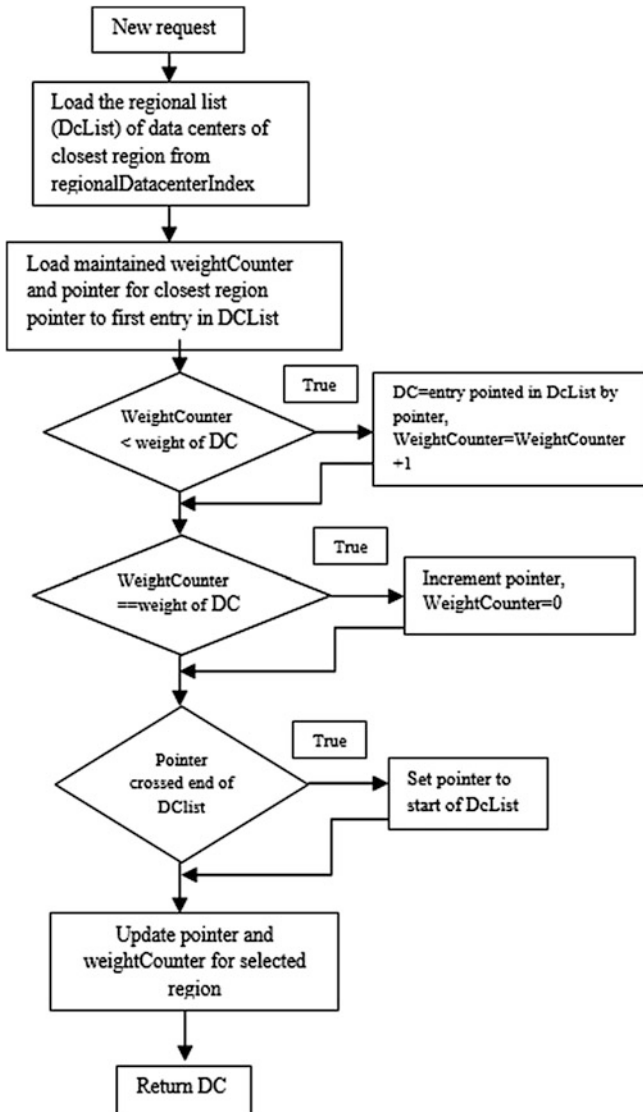 New request
Load the regional list
(DcList) of data centers of
closest region from
regionalDatacenterIndex
Load maintained weightCounter
and pointer for closest region
pointer to first entry in DCList
True
WeightCounter
< weight of DC
DC=entry pointed in DcList by
pointer,
WeightCounter=WeightCounter
+1
True
WeightCounter
==weight of DC
Increment pointer,
WeightCounter=0
True
Pointer
crossed end of
DClist
Set pointer to
start of DcList
Update pointer and
weightCounter for selected
region
Return DC